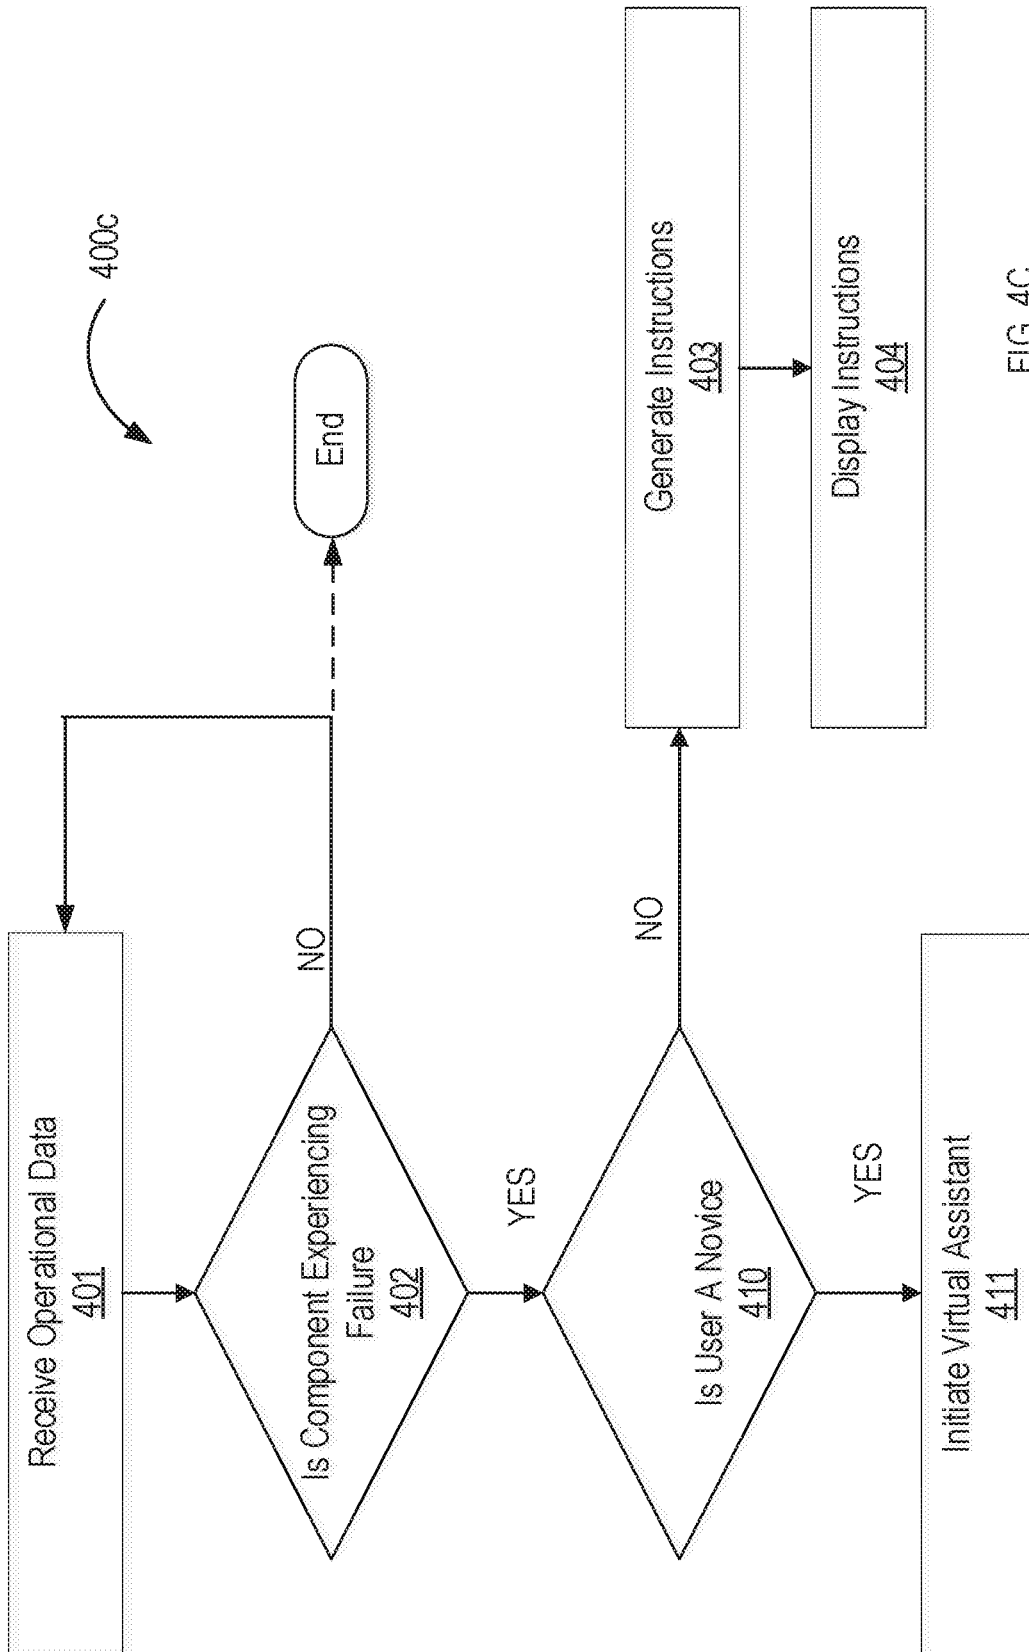 400c
Receive Operational Data
401
Is Component Experiencing
Failure
402
NO
End
YES
Is User A Novice
410
NO
Generate Instructions
403
Display Instructions
404
YES
Initiate Virtual Assistant
411
FIG. 4C